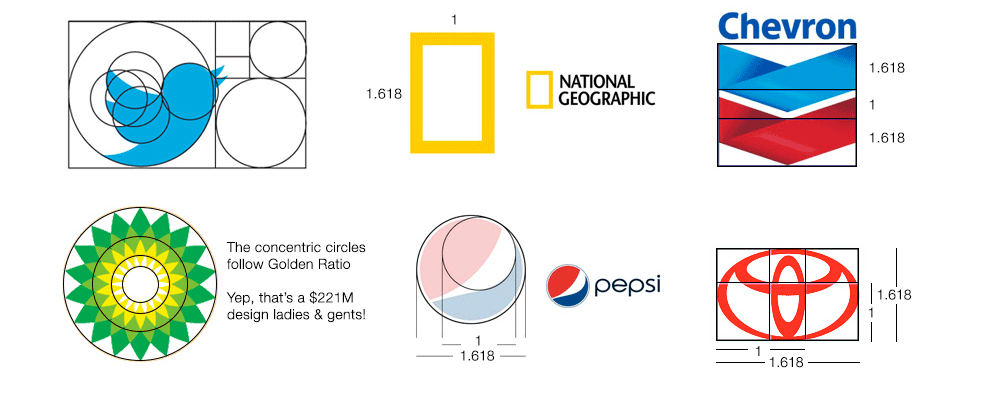 1
1.618
NATIONAL
GEOGRAPHIC
Chevron
1.618
1
1.618
The concentric circles
follow Golden Ratio
Yep, that's a $221M
design ladies & gents!
pepsi
1
1.618
1.618
1
1
1.618